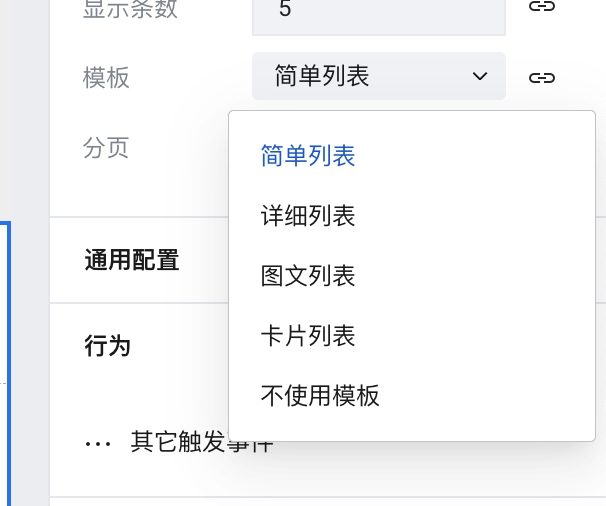 显示条数
5
模板
简单列表
分页
简单列表
详细列表
图文列表
卡片列表
不使用模板
通用配置
行为
··· 其它触发事件